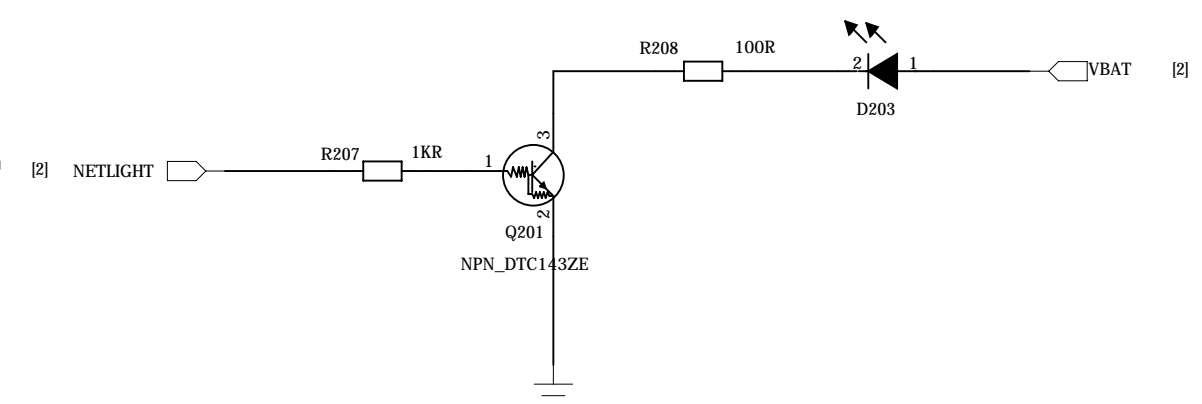 R208 100R
2 1 VBAT [2]
D203
3
R207 1KR 1
[2] NETLIGHT
2
Q201
NPN_DTC143ZE